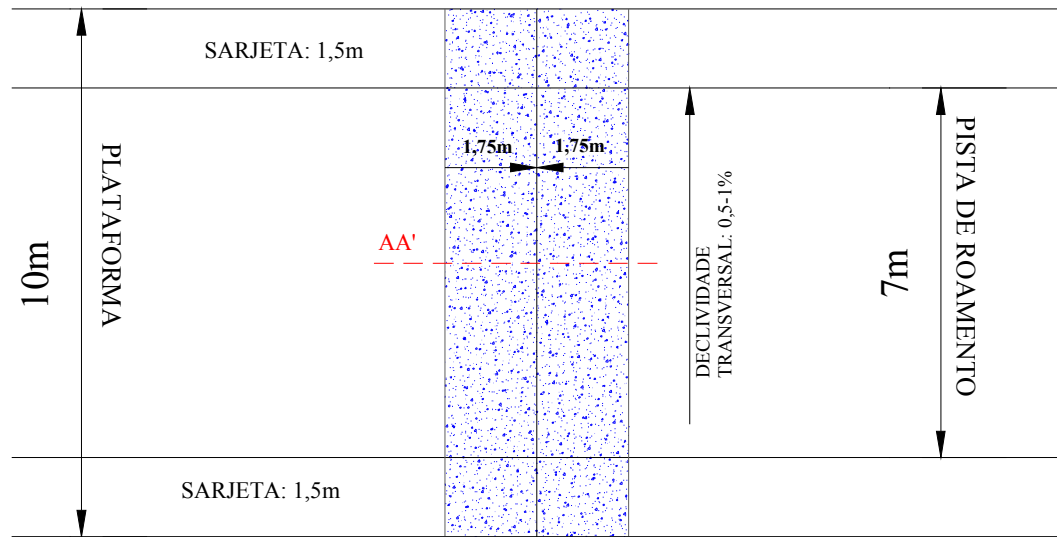 SARJETA: 1,5m
PLATAFORMA
10m
1,75m
1,75m
AA'
DECLIVIDADE
TRANSVERSAL: 0,5-1%
7m
PISTA DE ROAMENTO
SARJETA: 1,5m